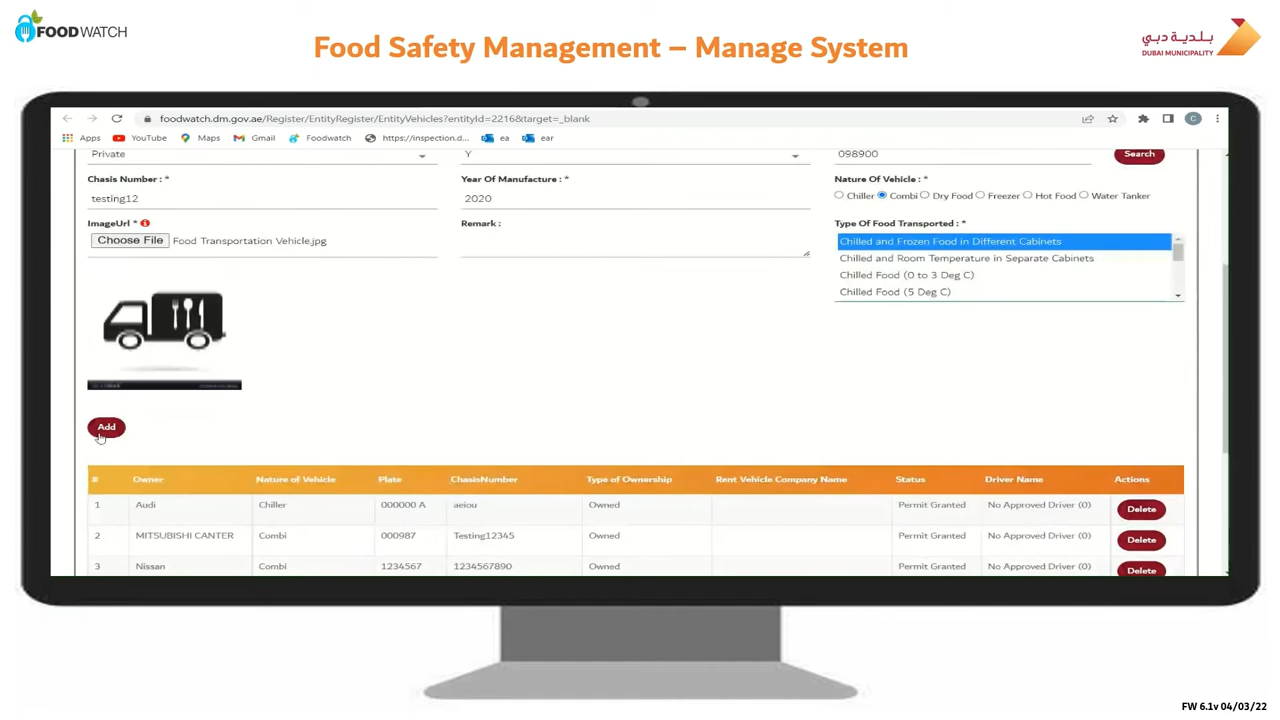 FOODWATCH
Food Safety Management – Manage System
بلدية دبي
DUBAI MUNICIPALITY
foodwatch.dm.gov.ae/Register/EntityRegister/EntityVehicles?entityId=2216&target=_blank
Apps YouTube Maps Gmail Foodwatch https://inspection.d... ea ear
Private Y 098900 Search
Chasis Number : * Year Of Manufacture : * Nature Of Vehicle : *
testing12 2020 Chiller Combi Dry Food Freezer Hot Food Water Tanker
ImageUrl * Remark : Type Of Food Transported : *
Choose File Food Transportation Vehicle.jpg Chilled and Frozen Food in Different Cabinets
Chilled and Room Temperature in Separate Cabinets
Chilled Food (0 to 3 Deg C)
Chilled Food (5 Deg C)
Add
# Owner Nature of Vehicle Plate ChasisNumber Type of Ownership Rent Vehicle Company Name Status Driver Name Actions
1 Audi Chiller 000000 A aeiou Owned Permit Granted No Approved Driver (0) Delete
2 MITSUBISHI CANTER Combi 000987 Testing12345 Owned Permit Granted No Approved Driver (0) Delete
3 Nissan Combi 1234567 1234567890 Owned Permit Granted No Approved Driver (0) Delete
FW 6.1v 04/03/22